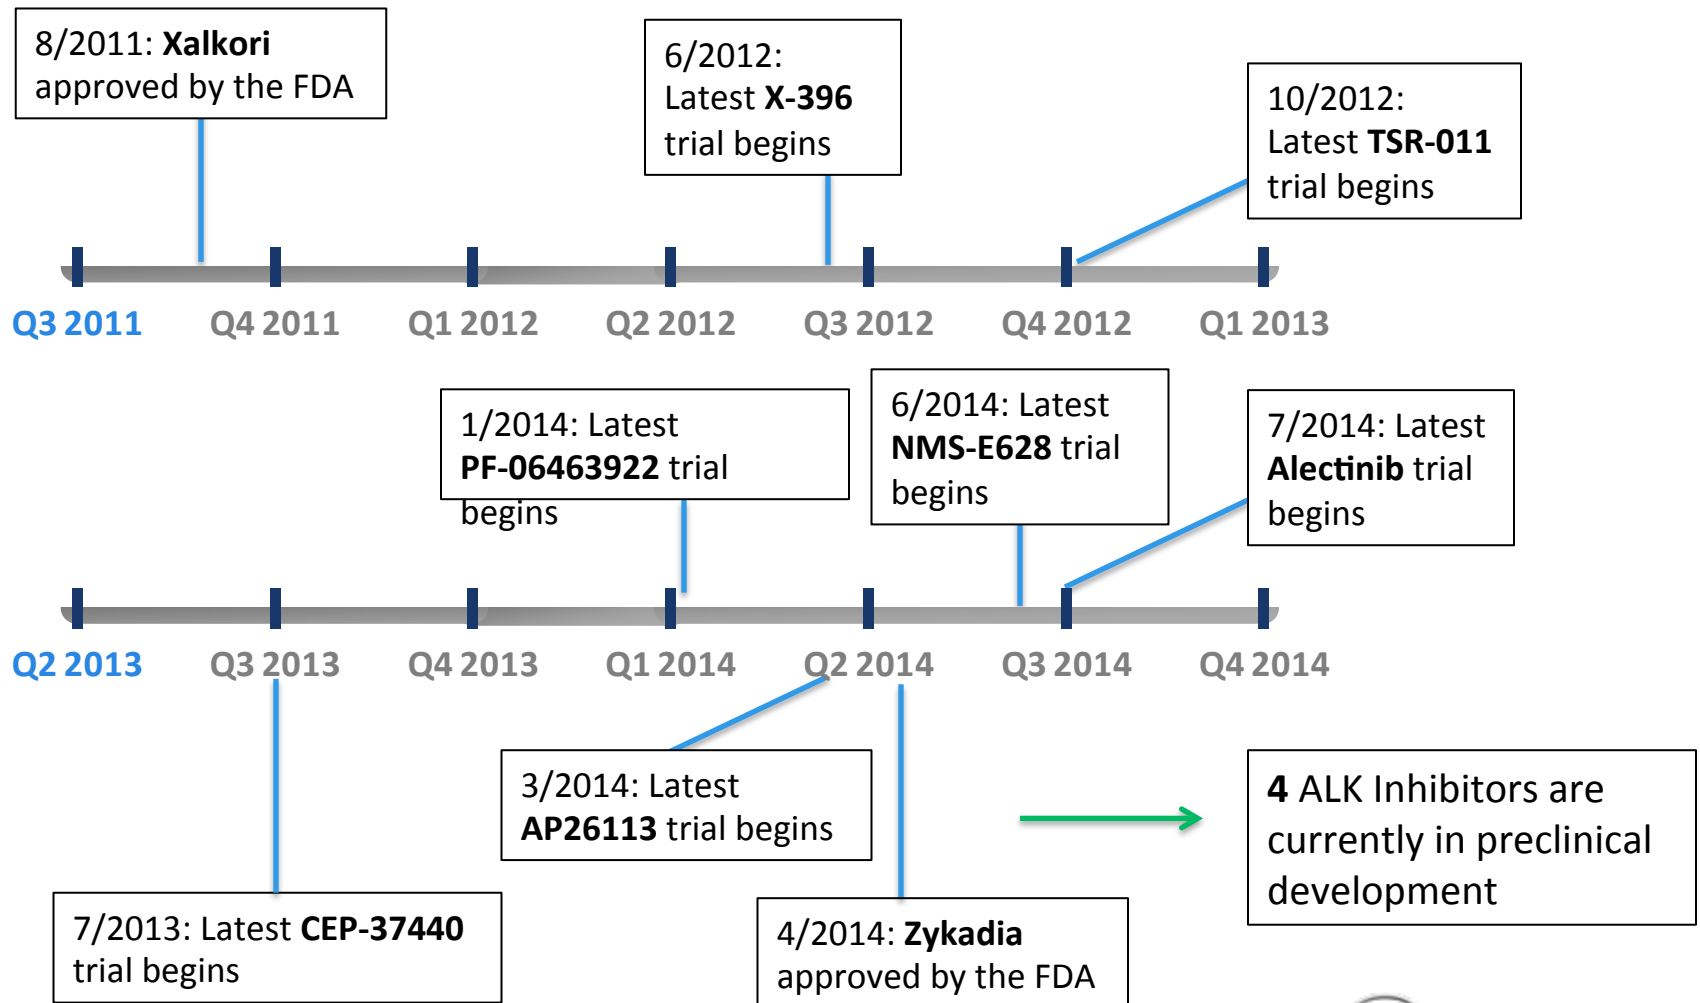 8/2011: Xalkori
approved by the FDA
6/2012:
Latest X-396
trial begins
10/2012:
Latest TSR-011
trial begins
Q3 2011 Q4 2011 Q1 2012 Q2 2012 Q3 2012 Q4 2012 Q1 2013
1/2014: Latest
PF-06463922 trial
begins
6/2014: Latest
NMS-E628 trial
begins
7/2014: Latest
Alectinib trial
begins
Q2 2013 Q3 2013 Q4 2013 Q1 2014 Q2 2014 Q3 2014 Q4 2014
3/2014: Latest
AP26113 trial begins
4 ALK Inhibitors are
currently in preclinical
development
7/2013: Latest CEP-37440
trial begins
4/2014: Zykadia
approved by the FDA